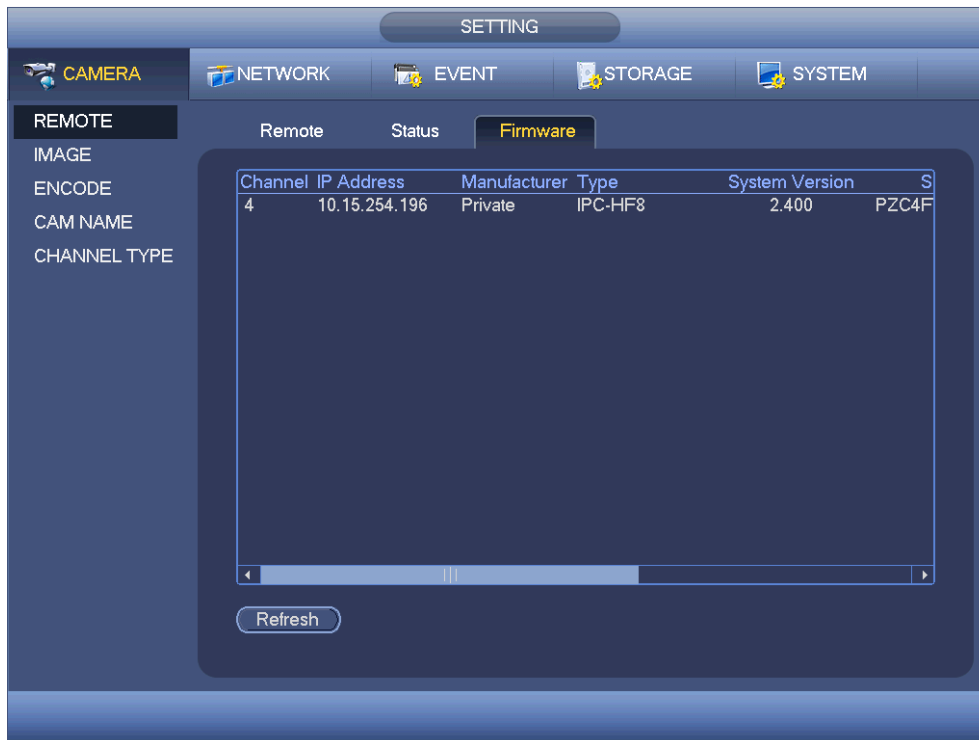 SETTING
CAMERA NETWORK EVENT STORAGE SYSTEM
REMOTE
IMAGE
ENCODE
CAM NAME
CHANNEL TYPE
Remote Status Firmware
Channel IP Address Manufacturer Type System Version S
4 10.15.254.196 Private IPC-HF8 2.400 PZC4F
Refresh